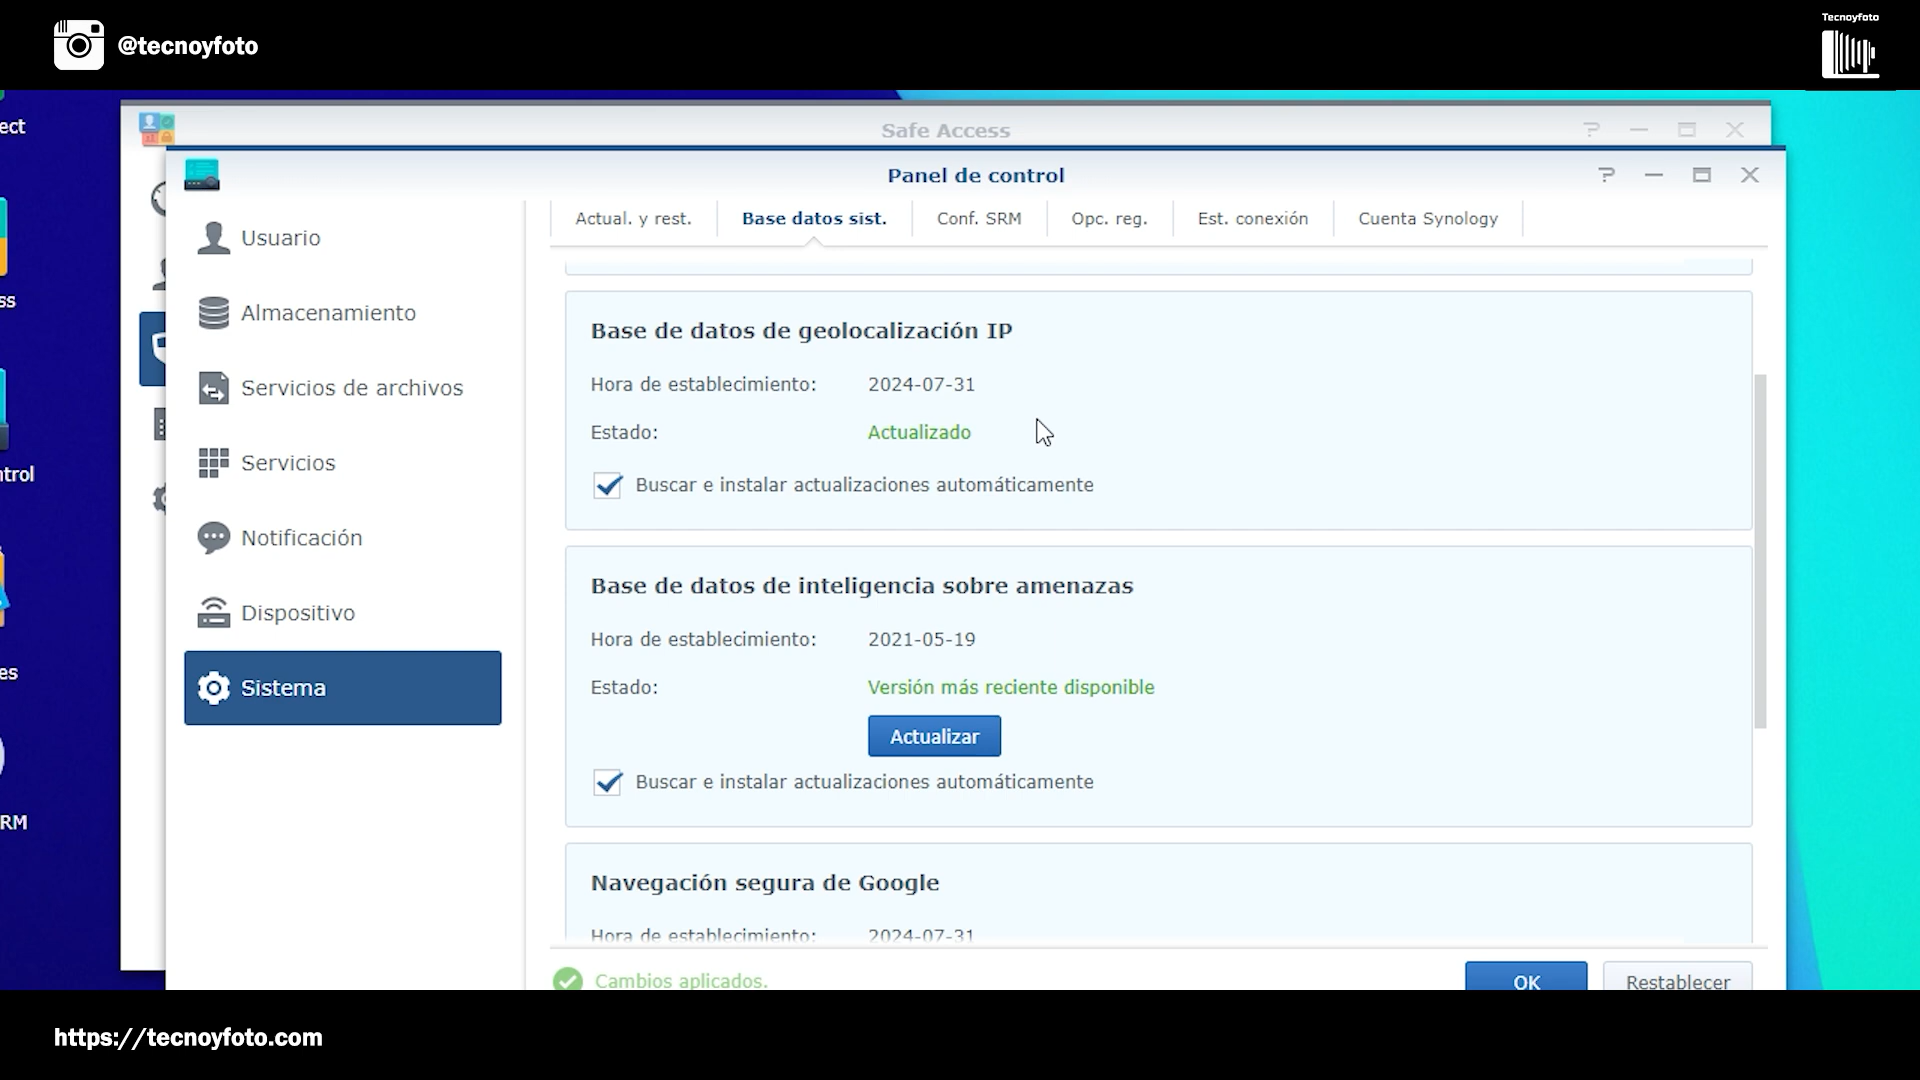 @tecnoyfoto
Tecnoyfoto
ect
ss
ntrol
es
RM
Safe Access
Panel de control
Usuario
Almacenamiento
Servicios de archivos
Servicios
Notificación
Dispositivo
Sistema
Actual. y rest.
Base datos sist.
Conf. SRM
Opc. reg.
Est. conexión
Cuenta Synology
Base de datos de geolocalización IP
Hora de establecimiento: 2024-07-31
Estado: Actualizado
Buscar e instalar actualizaciones automáticamente
Base de datos de inteligencia sobre amenazas
Hora de establecimiento: 2021-05-19
Estado: Versión más reciente disponible
Actualizar
Buscar e instalar actualizaciones automáticamente
Navegación segura de Google
Hora de establecimiento: 2024-07-31
Cambios aplicados.
OK
Restablecer
https://tecnoyfoto.com